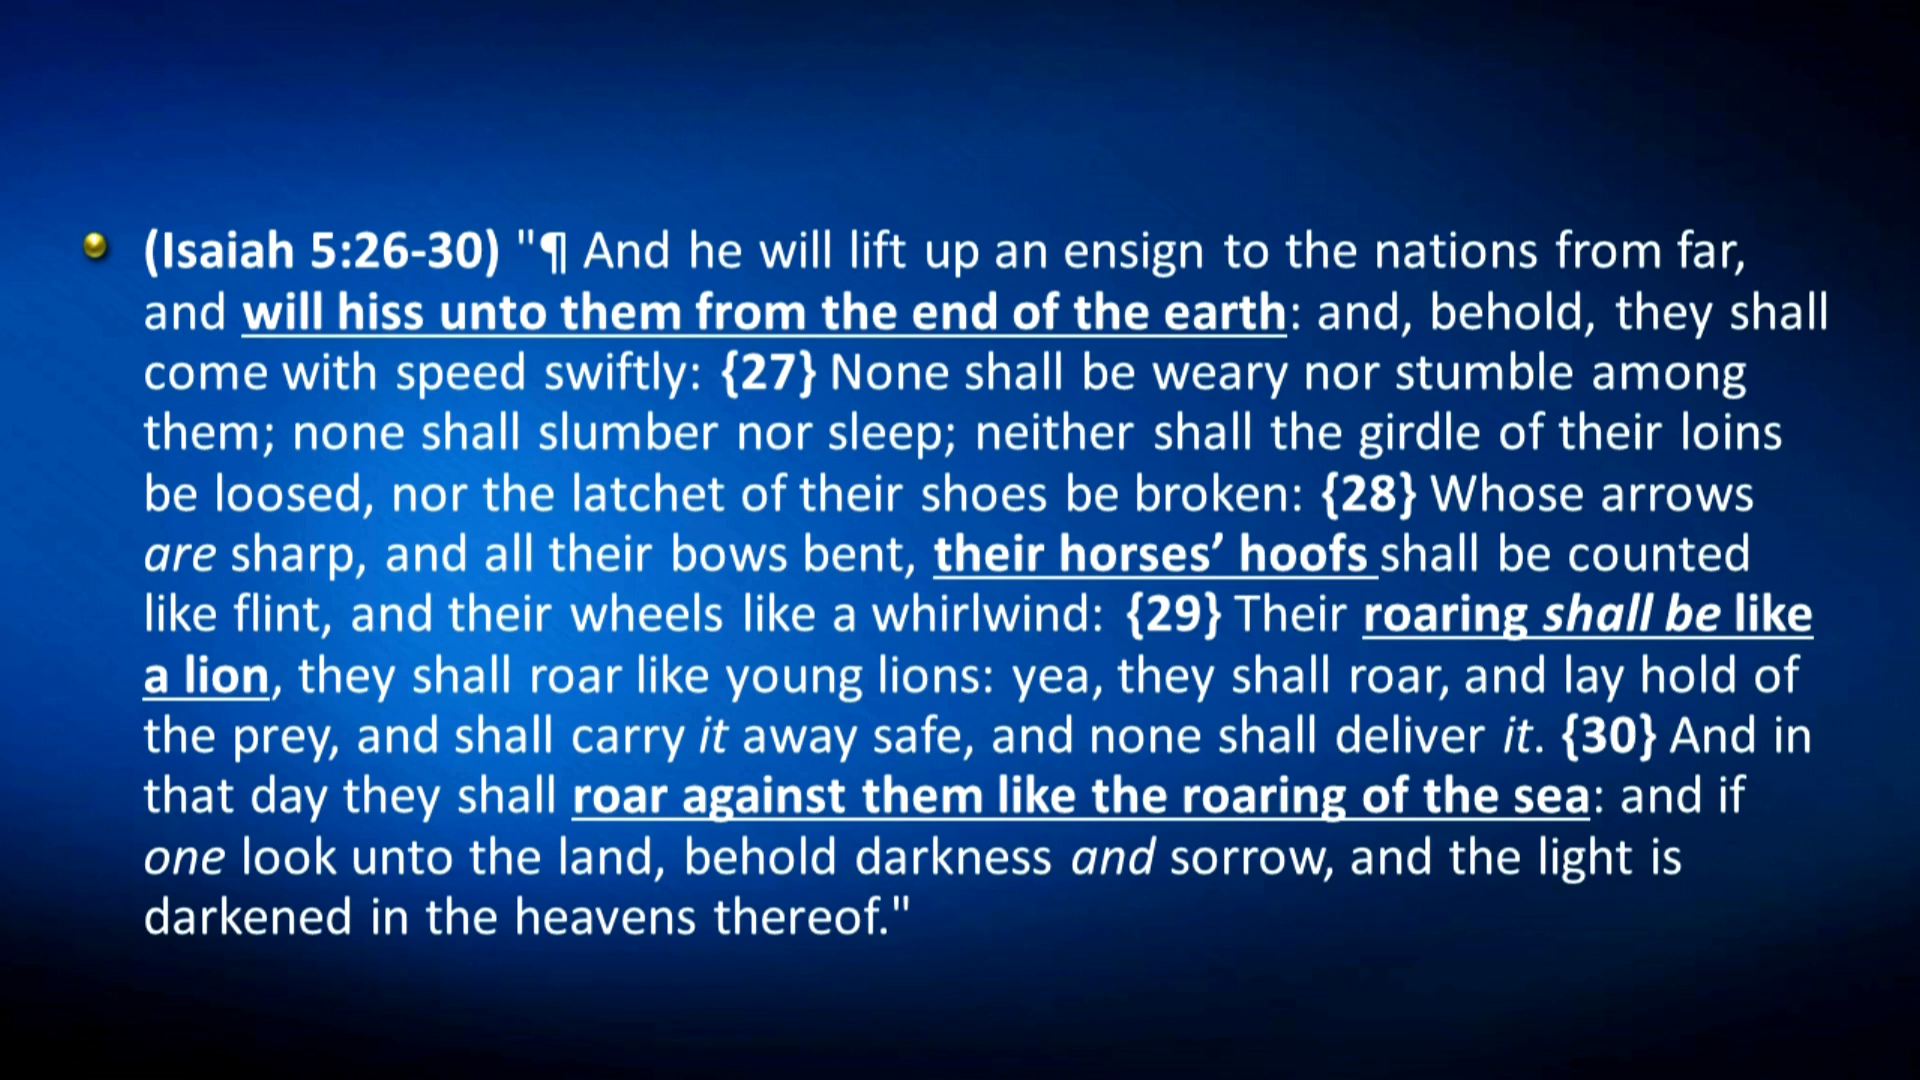 (Isaiah 5:26-30) "¶ And he will lift up an ensign to the nations from far,
and will hiss unto them from the end of the earth: and, behold, they shall
come with speed swiftly: {27} None shall be weary nor stumble among
them; none shall slumber nor sleep; neither shall the girdle of their loins
be loosed, nor the latchet of their shoes be broken: {28} Whose arrows
are sharp, and all their bows bent, their horses’ hoofs shall be counted
like flint, and their wheels like a whirlwind: {29} Their roaring shall be like
a lion, they shall roar like young lions: yea, they shall roar, and lay hold of
the prey, and shall carry it away safe, and none shall deliver it. {30} And in
that day they shall roar against them like the roaring of the sea: and if
one look unto the land, behold darkness and sorrow, and the light is
darkened in the heavens thereof."